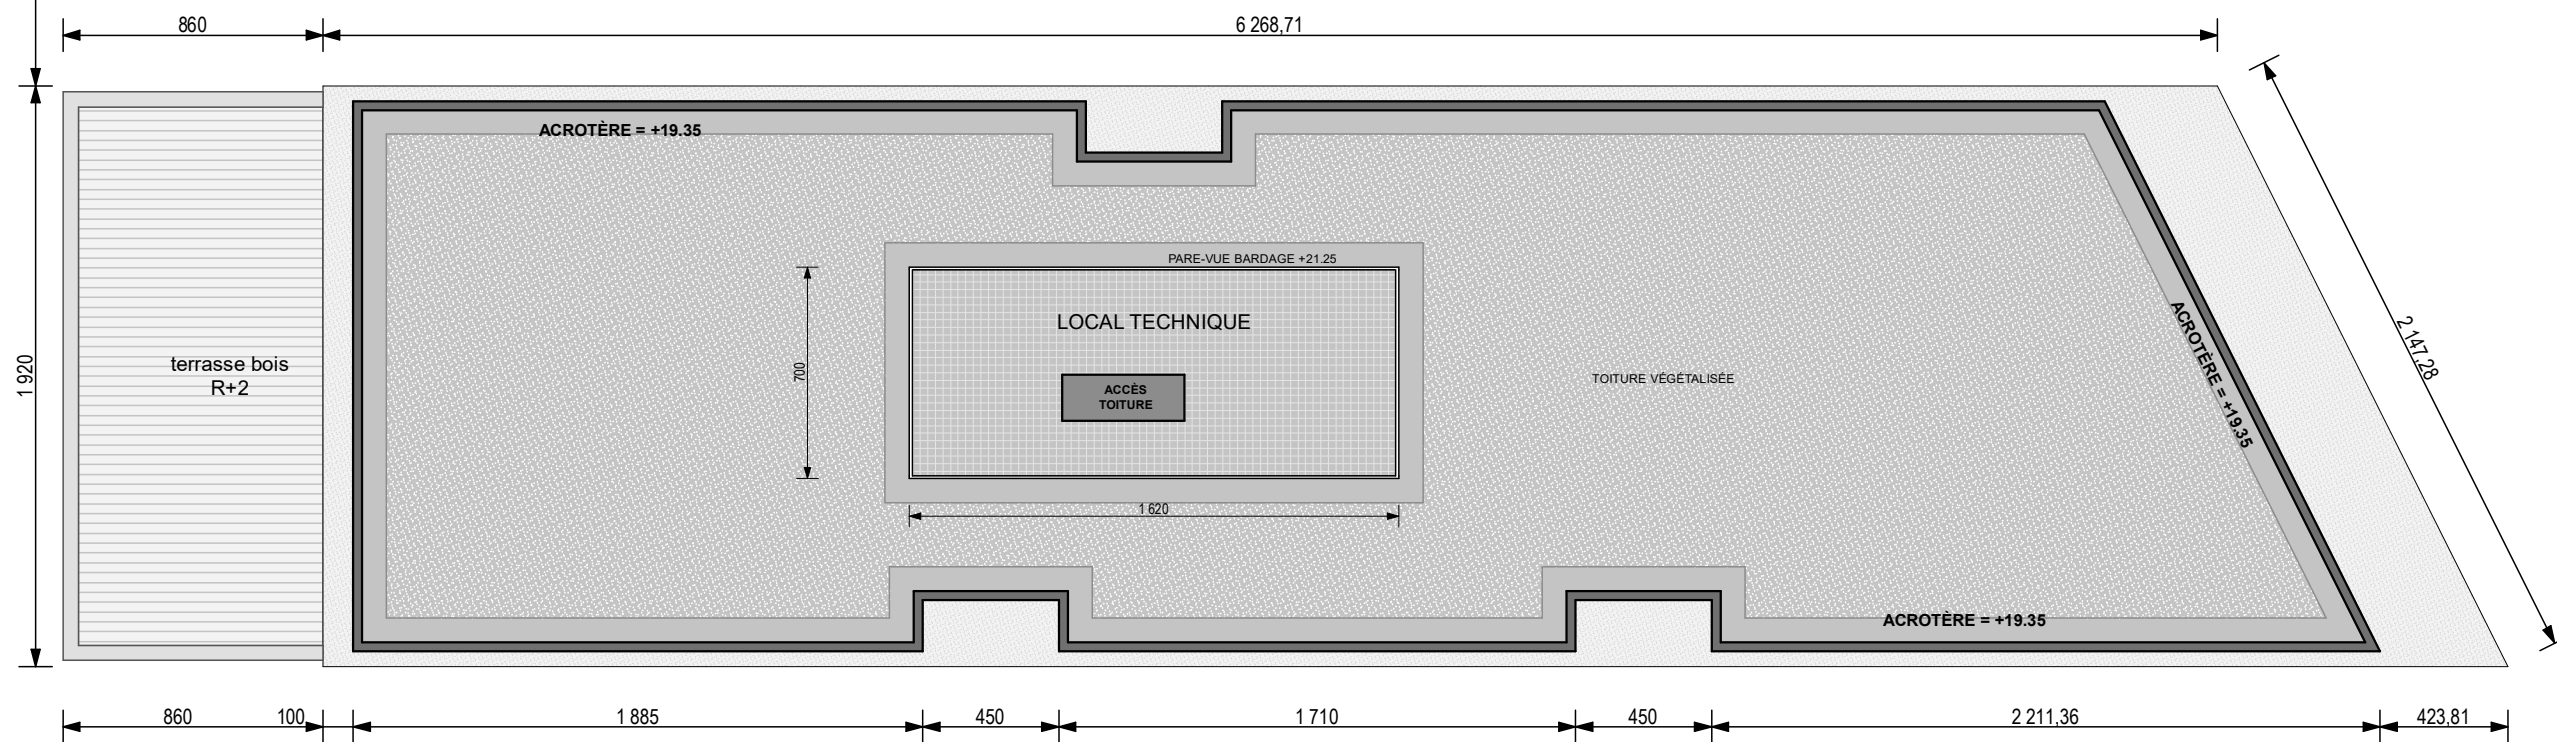 860
6 268,71
ACROTÈRE = +19.35
PARE-VUE BARDAGE +21.25
LOCAL TECHNIQUE
ACROTÈRE = +19.35
2 147,28
1 920
terrasse bois
R+2
700
ACCÈS
TOITURE
TOITURE VÉGÉTALISÉE
1 620
ACROTÈRE = +19.35
860
100
1 885
450
1 710
450
2 211,36
423,81